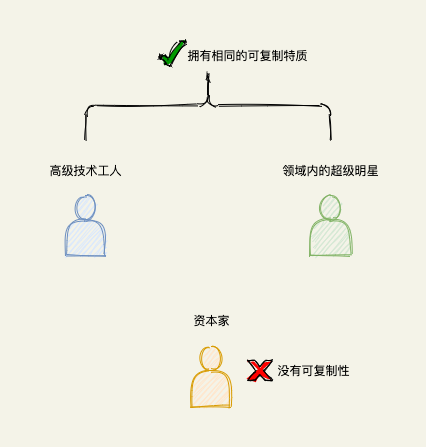 拥有相同的可复制特质
高级技术工人
领域内的超级明星
资本家
没有可复制性